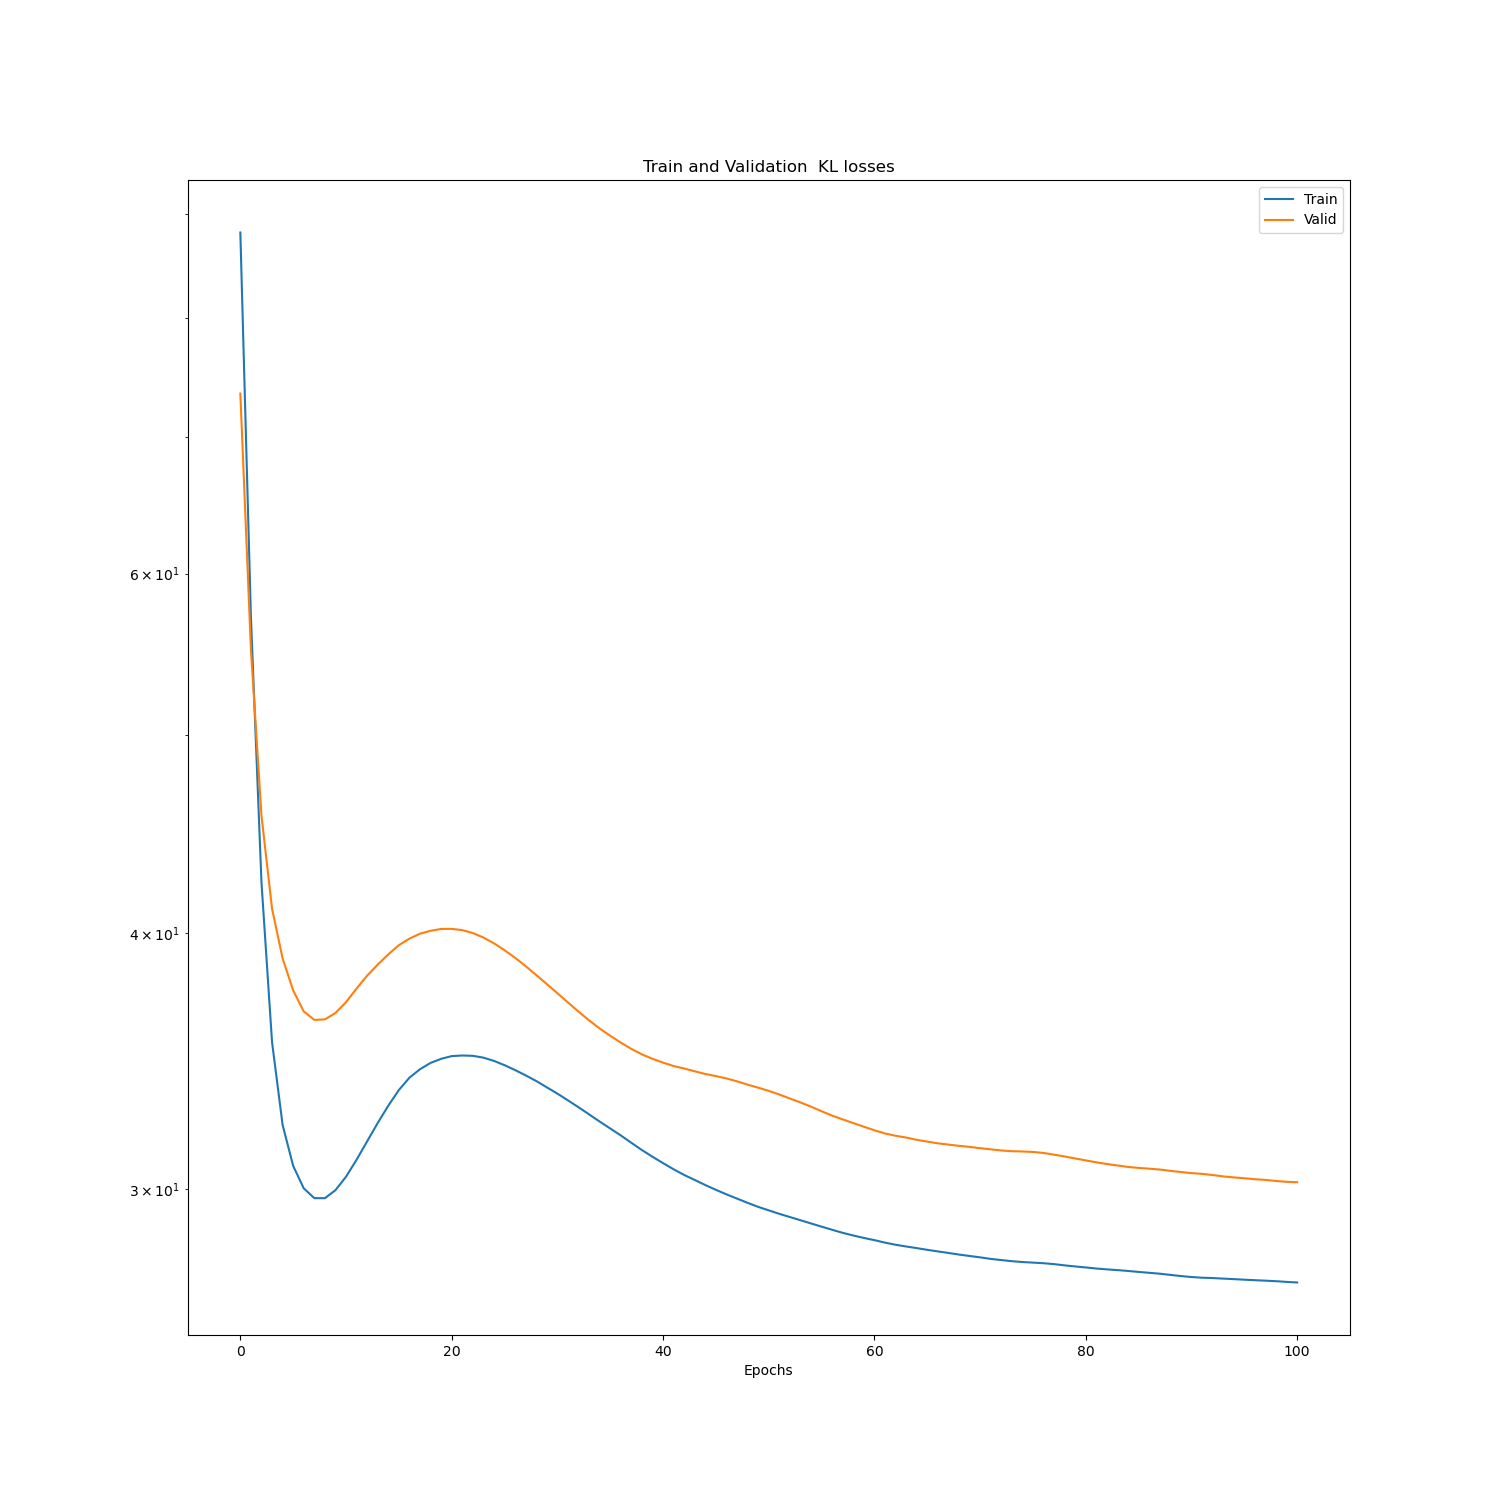 Train and Validation  KL losses
Train
Valid
6 × 10¹
4 × 10¹
3 × 10¹
0 20 40 60 80 100
Epochs